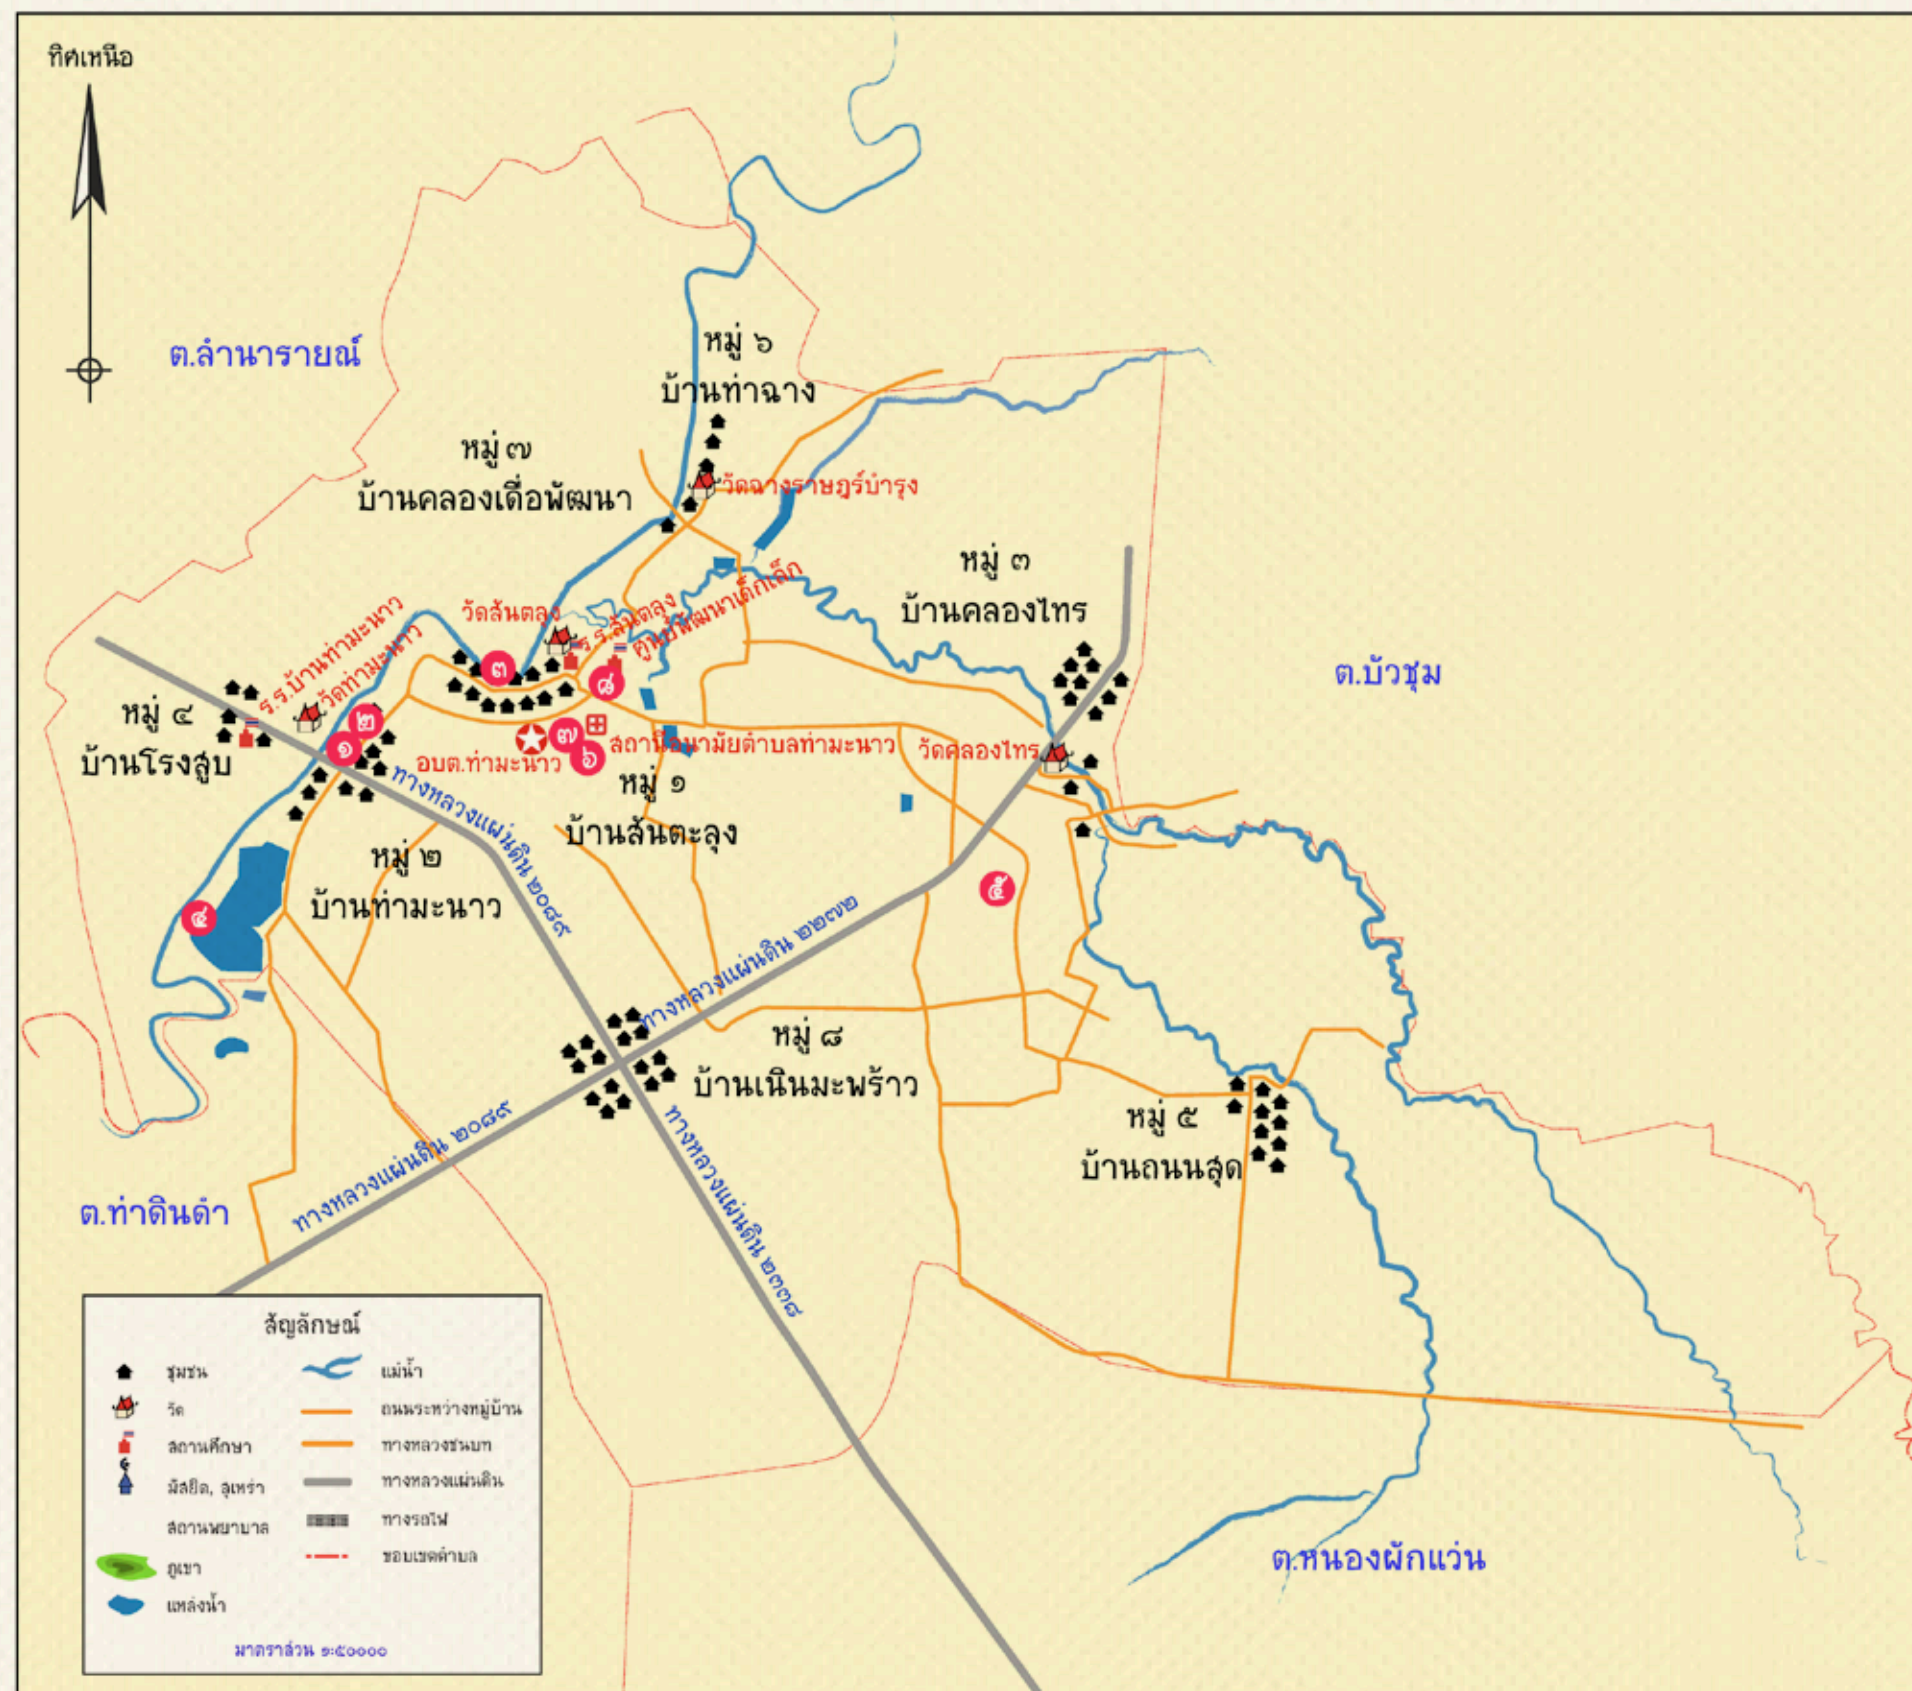 ทิศเหนือ
ต.ลำนารายณ์
หมู่ ๖
บ้านท่าฉาง
หมู่ ๗
บ้านคลองเดื่อพัฒนา
วัดฉางราษฎร์บำรุง
หมู่ ๓
บ้านคลองไทร
วัดสันตลุง
ร.ร.สันตลุง
ศูนย์พัฒนาเด็กเล็ก
ร.ร.บ้านท่ามะนาว
วัดท่ามะนาว
ต.บัวชุม
หมู่ ๔
บ้านโรงสูบ
๓
๘
๒
๑
๗
๖
อบต.ท่ามะนาว
สถานีอนามัยตำบลท่ามะนาว
วัดคลองไทร
หมู่ ๑
บ้านสันตะลุง
ทางหลวงแผ่นดิน ๒๐๘๙
หมู่ ๒
บ้านท่ามะนาว
๔
๕
ทางหลวงแผ่นดิน ๒๒๗๒
หมู่ ๘
บ้านเนินมะพร้าว
หมู่ ๕
บ้านถนนสุด
ทางหลวงแผ่นดิน ๒๐๘๙
ทางหลวงแผ่นดิน ๒๓๓๘
ต.ท่าดินดำ
ต.หนองผักแว่น
สัญลักษณ์
ชุมชน
แม่น้ำ
วัด
ถนนระหว่างหมู่บ้าน
สถานศึกษา
ทางหลวงชนบท
มัสยิด, สุเหร่า
ทางหลวงแผ่นดิน
สถานพยาบาล
ทางรถไฟ
ภูเขา
ขอบเขตตำบล
แหล่งน้ำ
มาตราส่วน ๑:๕๐๐๐๐